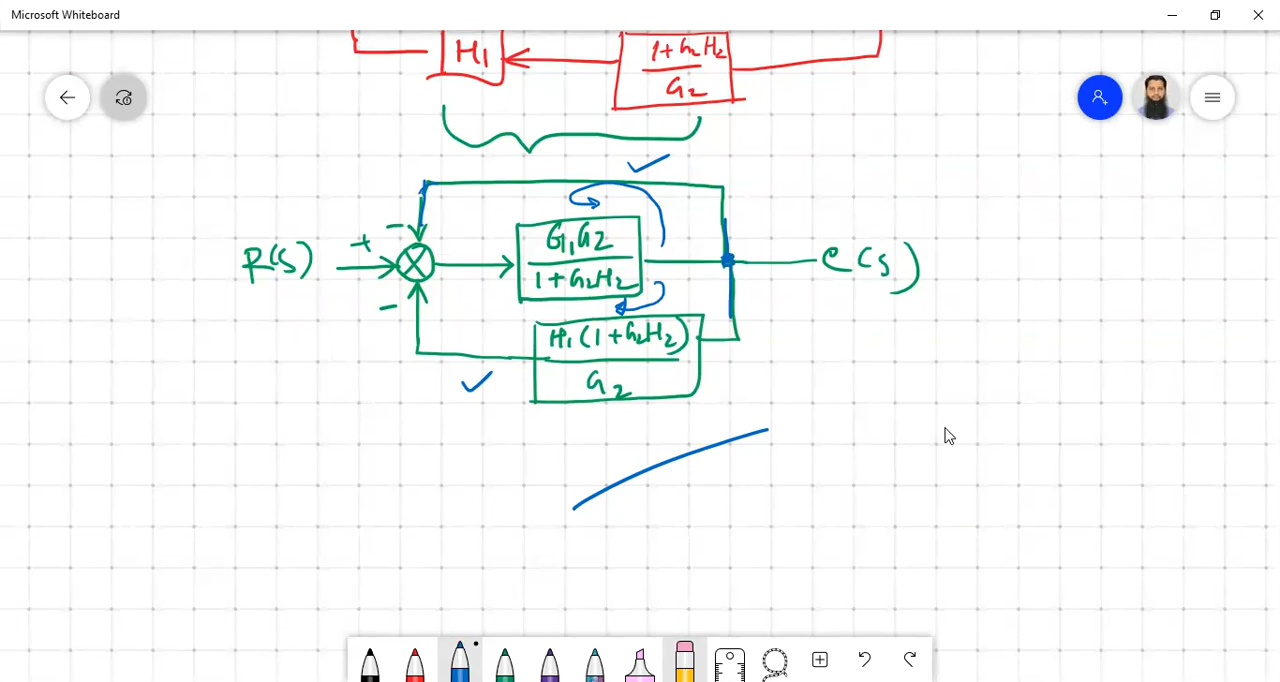 Microsoft Whiteboard
H1
1+G2H2
G2
-
R(S)
+
G1G2
1+G2H2
C(S)
-
H1(1+G2H2)
G2